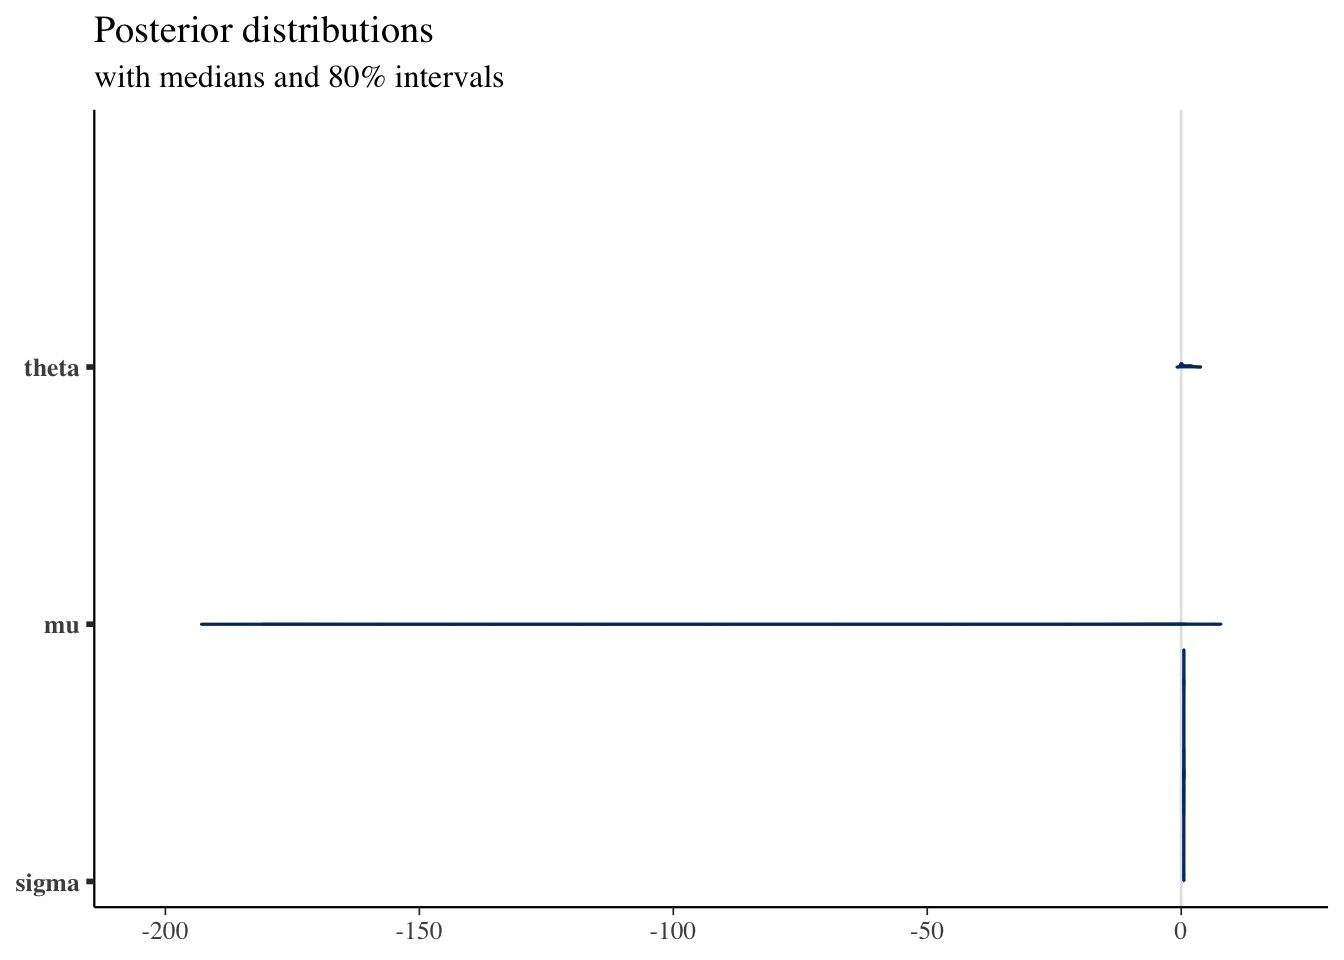 Posterior distributions
with medians and 80% intervals
theta
mu
sigma
-200 -150 -100 -50 0